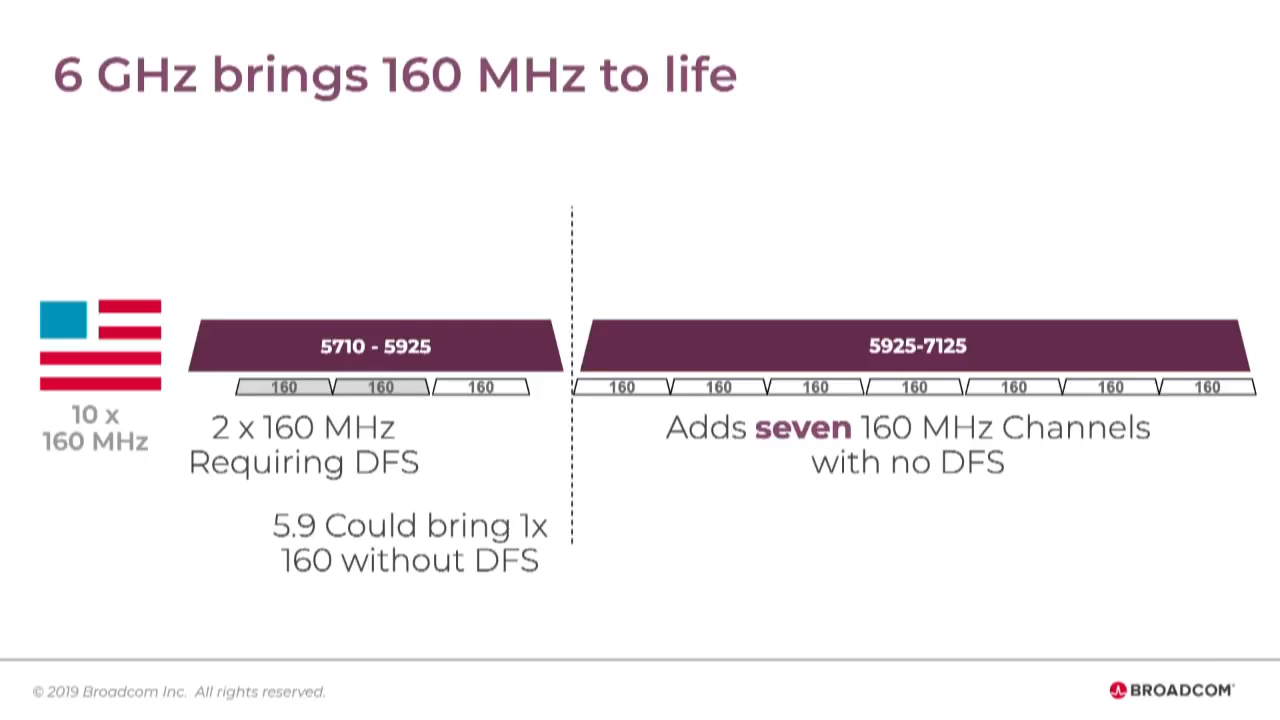 6 GHz brings 160 MHz to life
5710 - 5925
5925-7125
160
160
160
160
160
160
160
160
160
160
10 x
160 MHz
2 x 160 MHz
Requiring DFS
Adds seven 160 MHz Channels
with no DFS
5.9 Could bring 1x
160 without DFS
© 2019 Broadcom Inc. All rights reserved.
BROADCOM